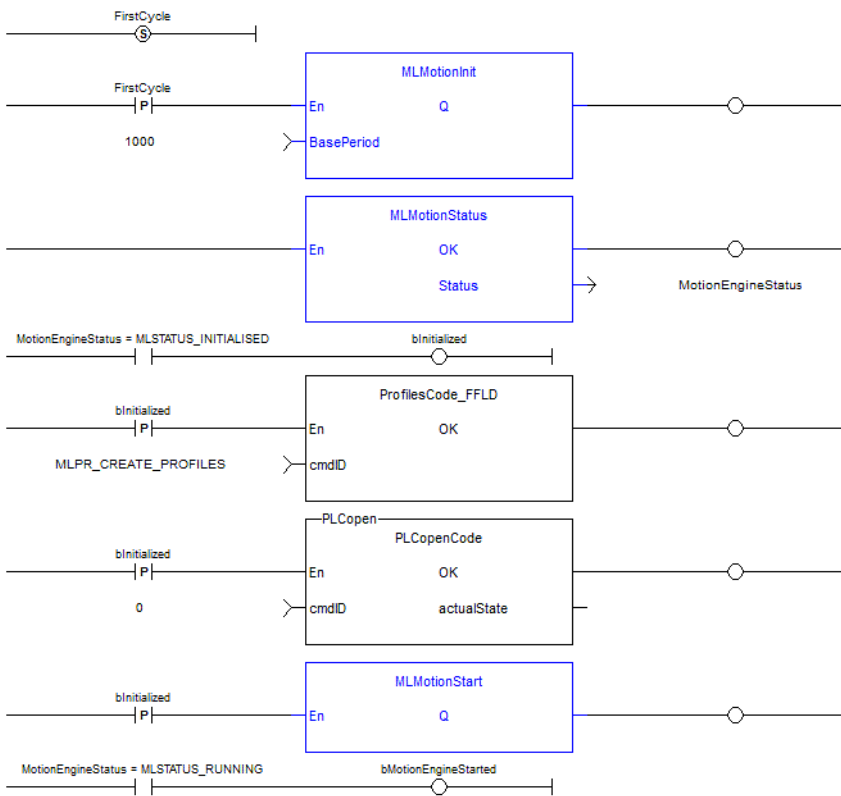 FirstCycle
S
MLMotionInit
FirstCycle
P
En
Q
1000
BasePeriod
MLMotionStatus
En
OK
Status
MotionEngineStatus
MotionEngineStatus = MLSTATUS_INITIALISED
bInitialized
ProfilesCode_FFLD
bInitialized
P
En
OK
MLPR_CREATE_PROFILES
cmdID
PLCopen
PLCopenCode
bInitialized
P
En
OK
0
cmdID
actualState
MLMotionStart
bInitialized
P
En
Q
MotionEngineStatus = MLSTATUS_RUNNING
bMotionEngineStarted